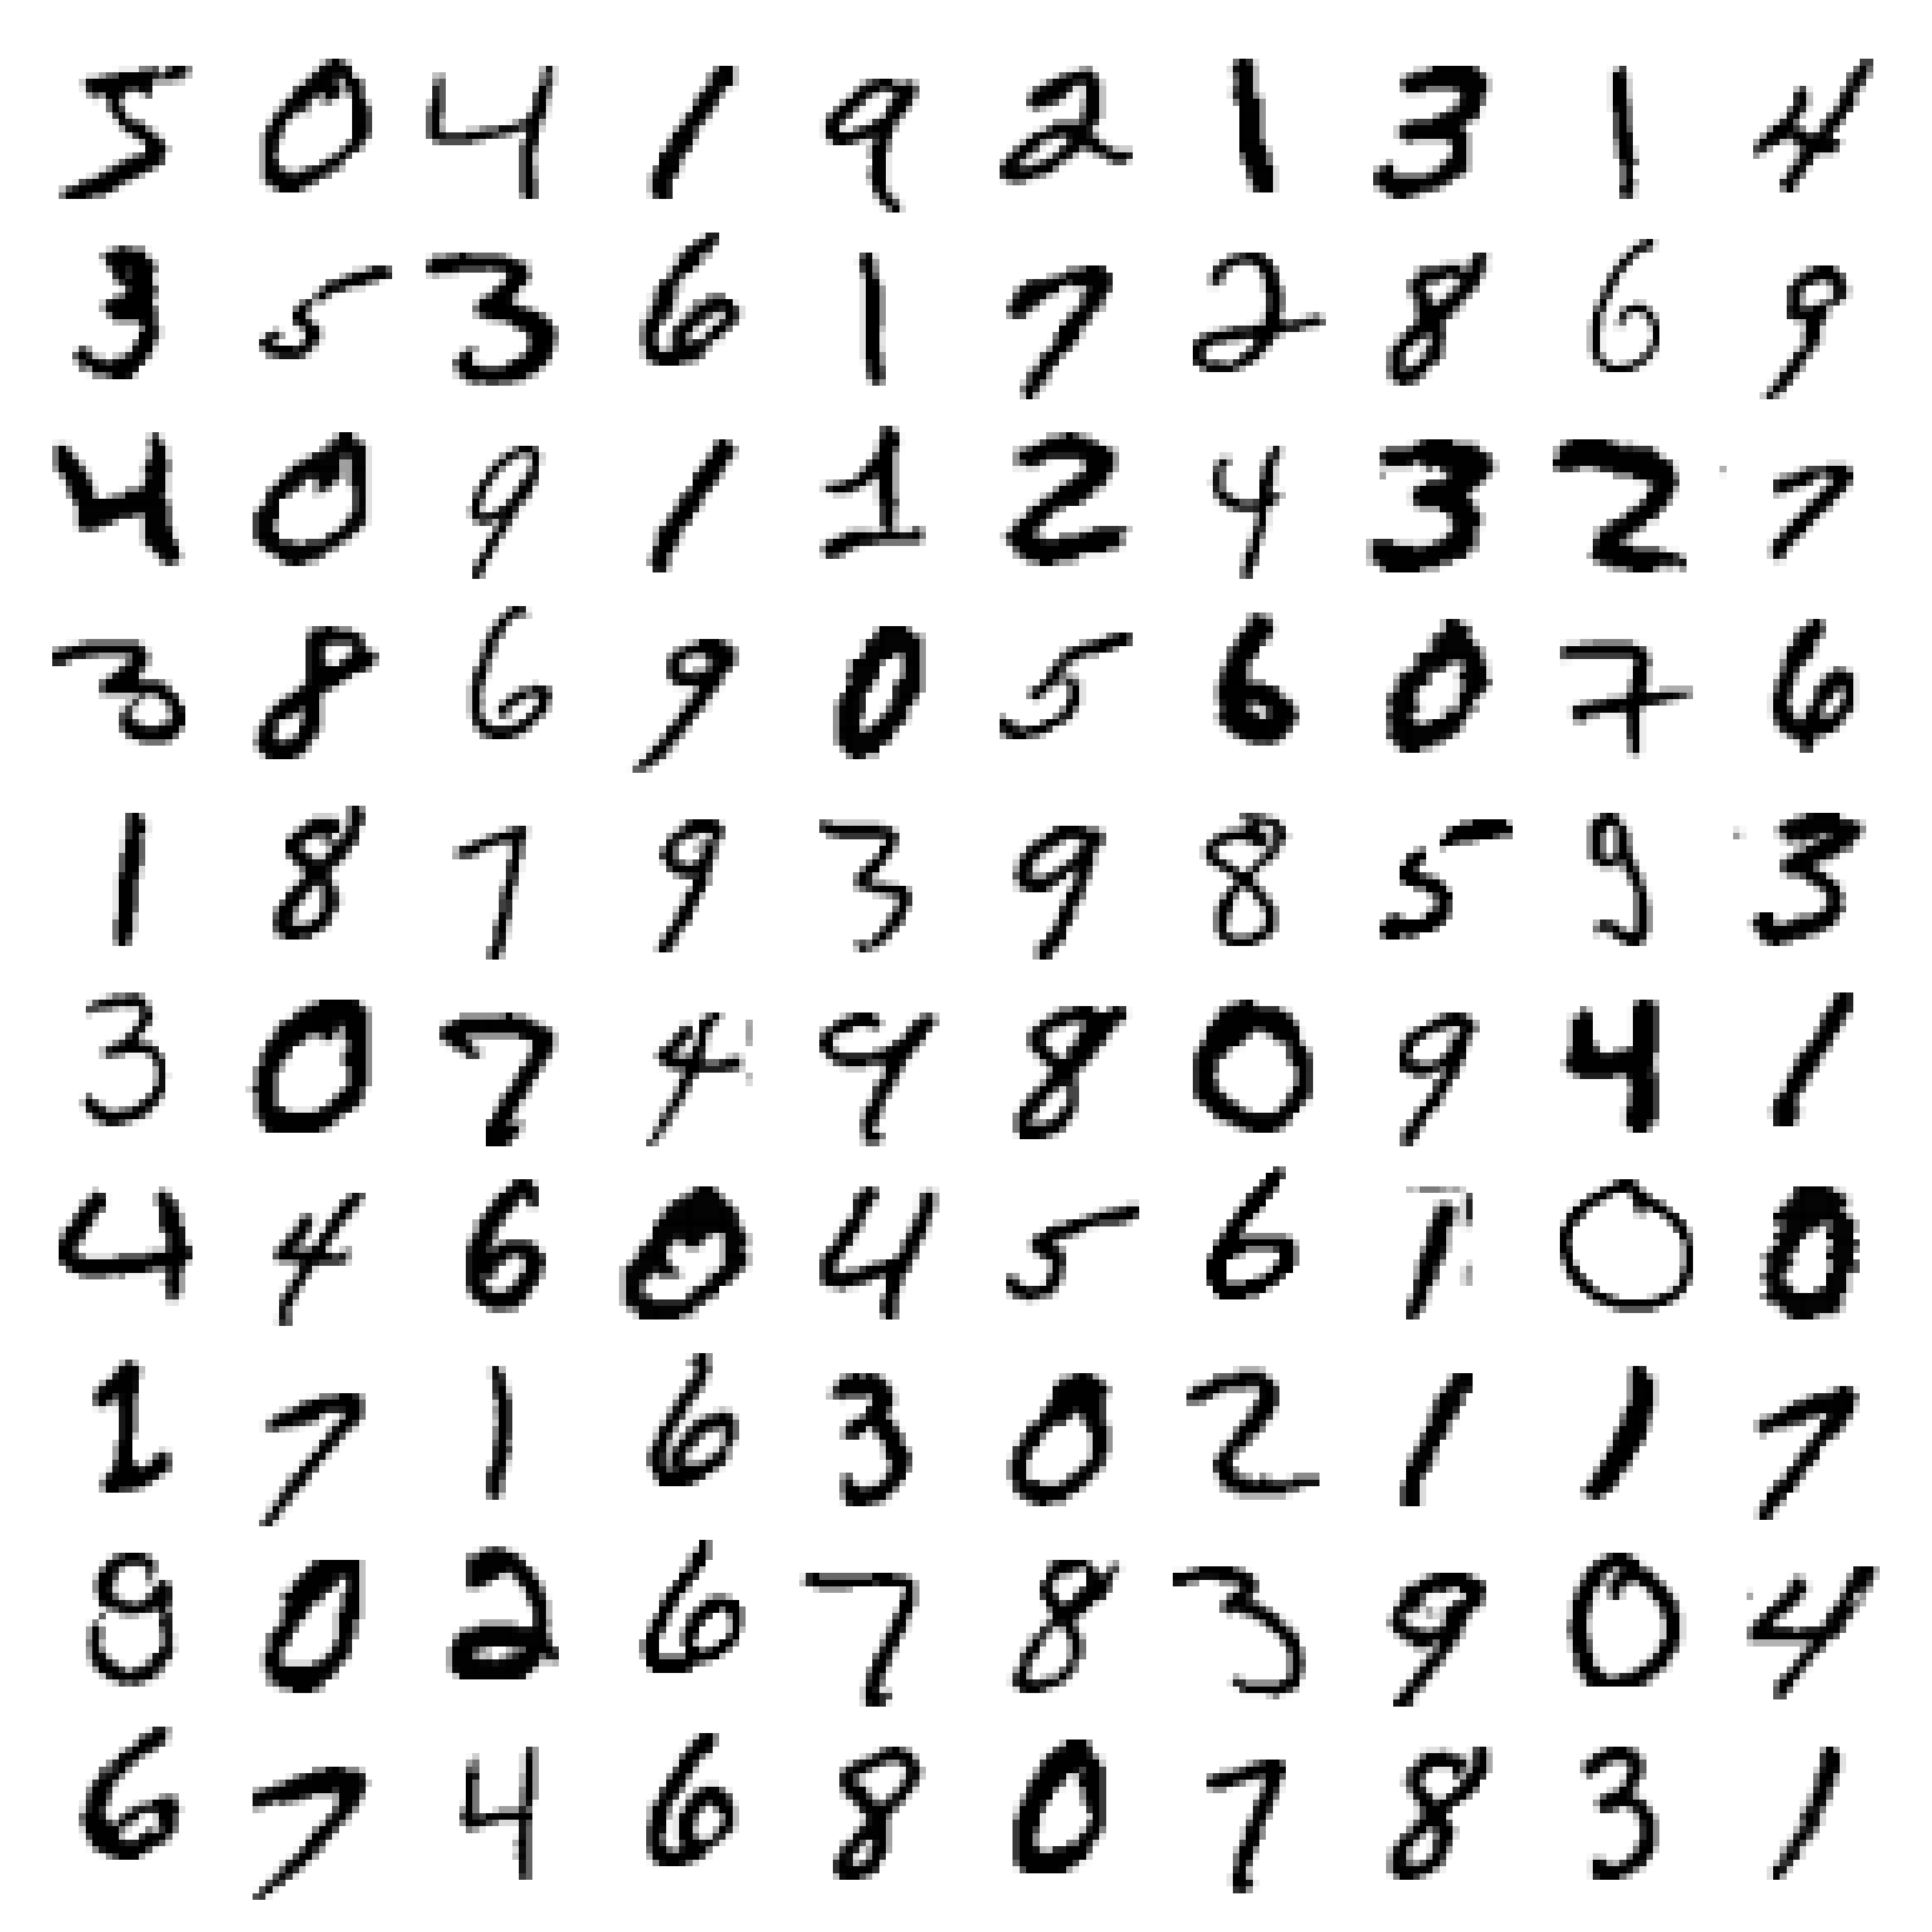 5 0 4 1 9 2 1 3 1 4
3 5 3 6 1 7 2 8 6 9
4 0 9 1 1 2 4 3 2 7
3 8 6 9 0 5 6 0 7 6
1 8 7 9 3 9 8 5 9 3
3 0 7 4 9 8 0 9 4 1
4 4 6 0 4 5 6 1 0 0
1 7 1 6 3 0 2 1 1 7
8 0 2 6 7 8 3 9 0 4
6 7 4 6 8 0 7 8 3 1